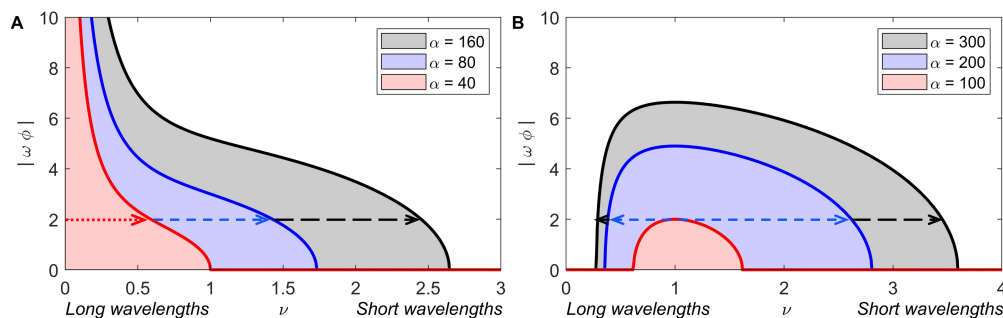 A
10
8
6
4
2
0
| ω ϕ |
α = 160
α = 80
α = 40
0 0.5 1 1.5 2 2.5 3
Long wavelengths ν Short wavelengths
B
10
8
6
4
2
0
| ω ϕ |
α = 300
α = 200
α = 100
0 1 2 3 4
Long wavelengths ν Short wavelengths